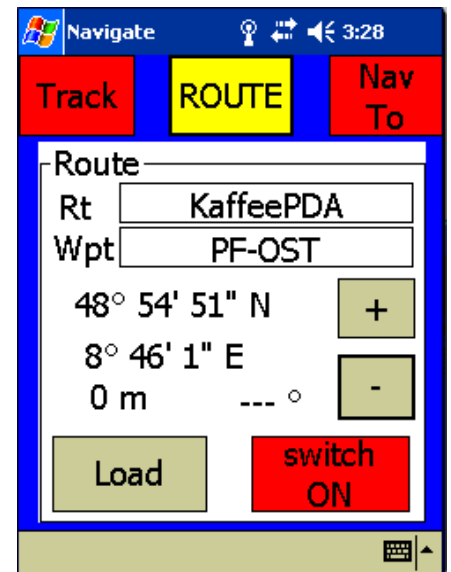 Navigate 3:28
Track ROUTE Nav To
Route
Rt KaffeePDA
Wpt PF-OST
48° 54' 51" N +
8° 46' 1" E
0 m --- ° -
Load switch ON